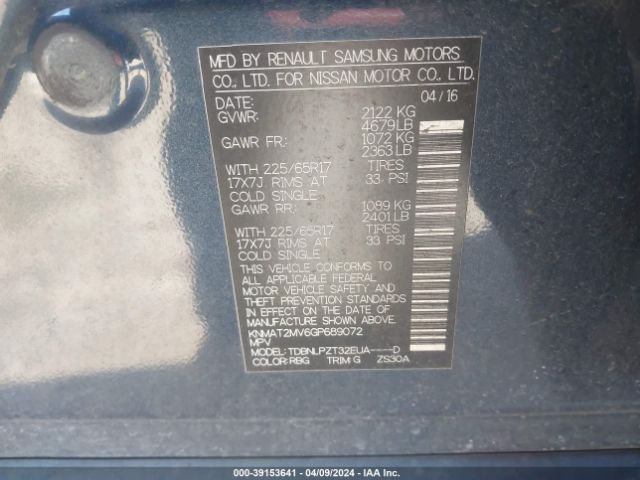 MFD BY RENAULT SAMSUNG MOTORS
CO., LTD. FOR NISSAN MOTOR CO., LTD.
DATE: 04/16
GVWR: 2122 KG
4679LB
GAWR FR: 1072 KG
2363LB
WITH 225/65R17 TIRES
17X7J RIMS AT 33 PSI
COLD SINGLE
GAWR RR: 1089 KG
2401LB
WITH 225/65R17 TIRES
17X7J RIMS AT 33 PSI
COLD SINGLE
THIS VEHICLE CONFORMS TO
ALL APPLICABLE FEDERAL
MOTOR VEHICLE SAFETY AND
THEFT PREVENTION STANDARDS
IN EFFECT ON THE DATE OF
MANUFACTURE SHOWN ABOVE.
KNMAT2MV6GP689072
MPV
MODEL: TDBNLPZT32EUA----D
COLOR: RBG TRIM: G ZS30A
000-39153641 - 04/09/2024 - IAA Inc.